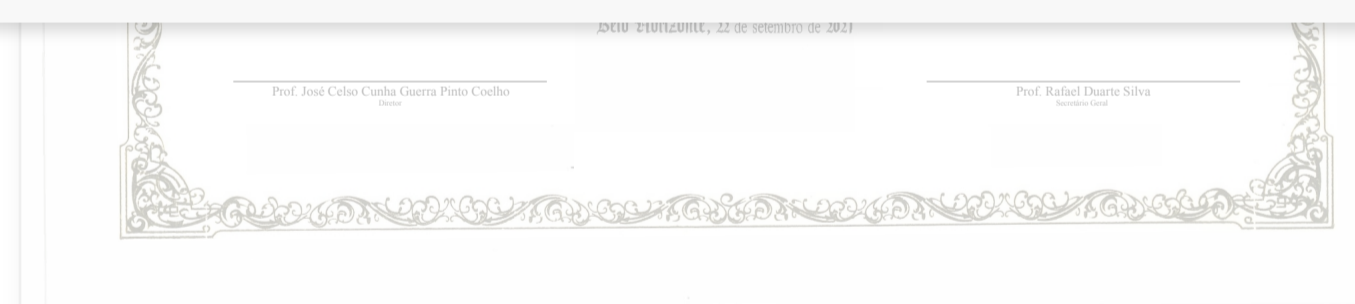 Belo Horizonte, 22 de setembro de 2021
Prof. José Celso Cunha Guerra Pinto Coelho
Diretor
Prof. Rafael Duarte Silva
Secretário Geral